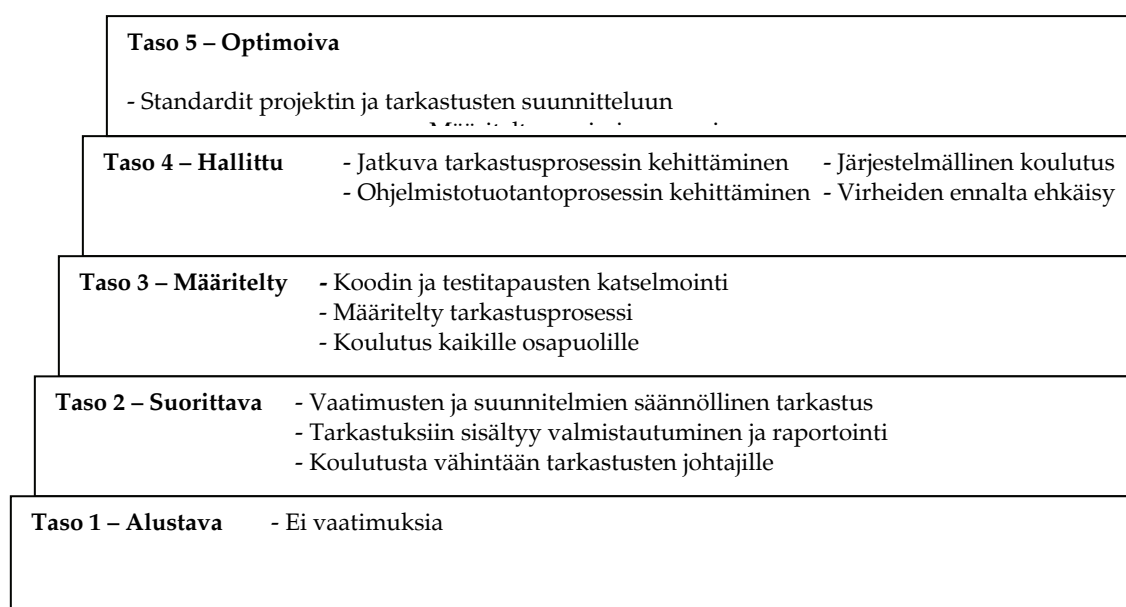 Taso 5 – Optimoiva
- Standardit projektin ja tarkastusten suunnitteluun
Taso 4 – Hallittu - Jatkuva tarkastusprosessin kehittäminen - Järjestelmällinen koulutus
- Ohjelmistotuotantoprosessin kehittäminen - Virheiden ennalta ehkäisy
Taso 3 – Määritelty - Koodin ja testitapausten katselmointi
- Määritelty tarkastusprosessi
- Koulutus kaikille osapuolille
Taso 2 – Suorittava - Vaatimusten ja suunnitelmien säännöllinen tarkastus
- Tarkastuksiin sisältyy valmistautuminen ja raportointi
- Koulutusta vähintään tarkastusten johtajille
Taso 1 – Alustava - Ei vaatimuksia